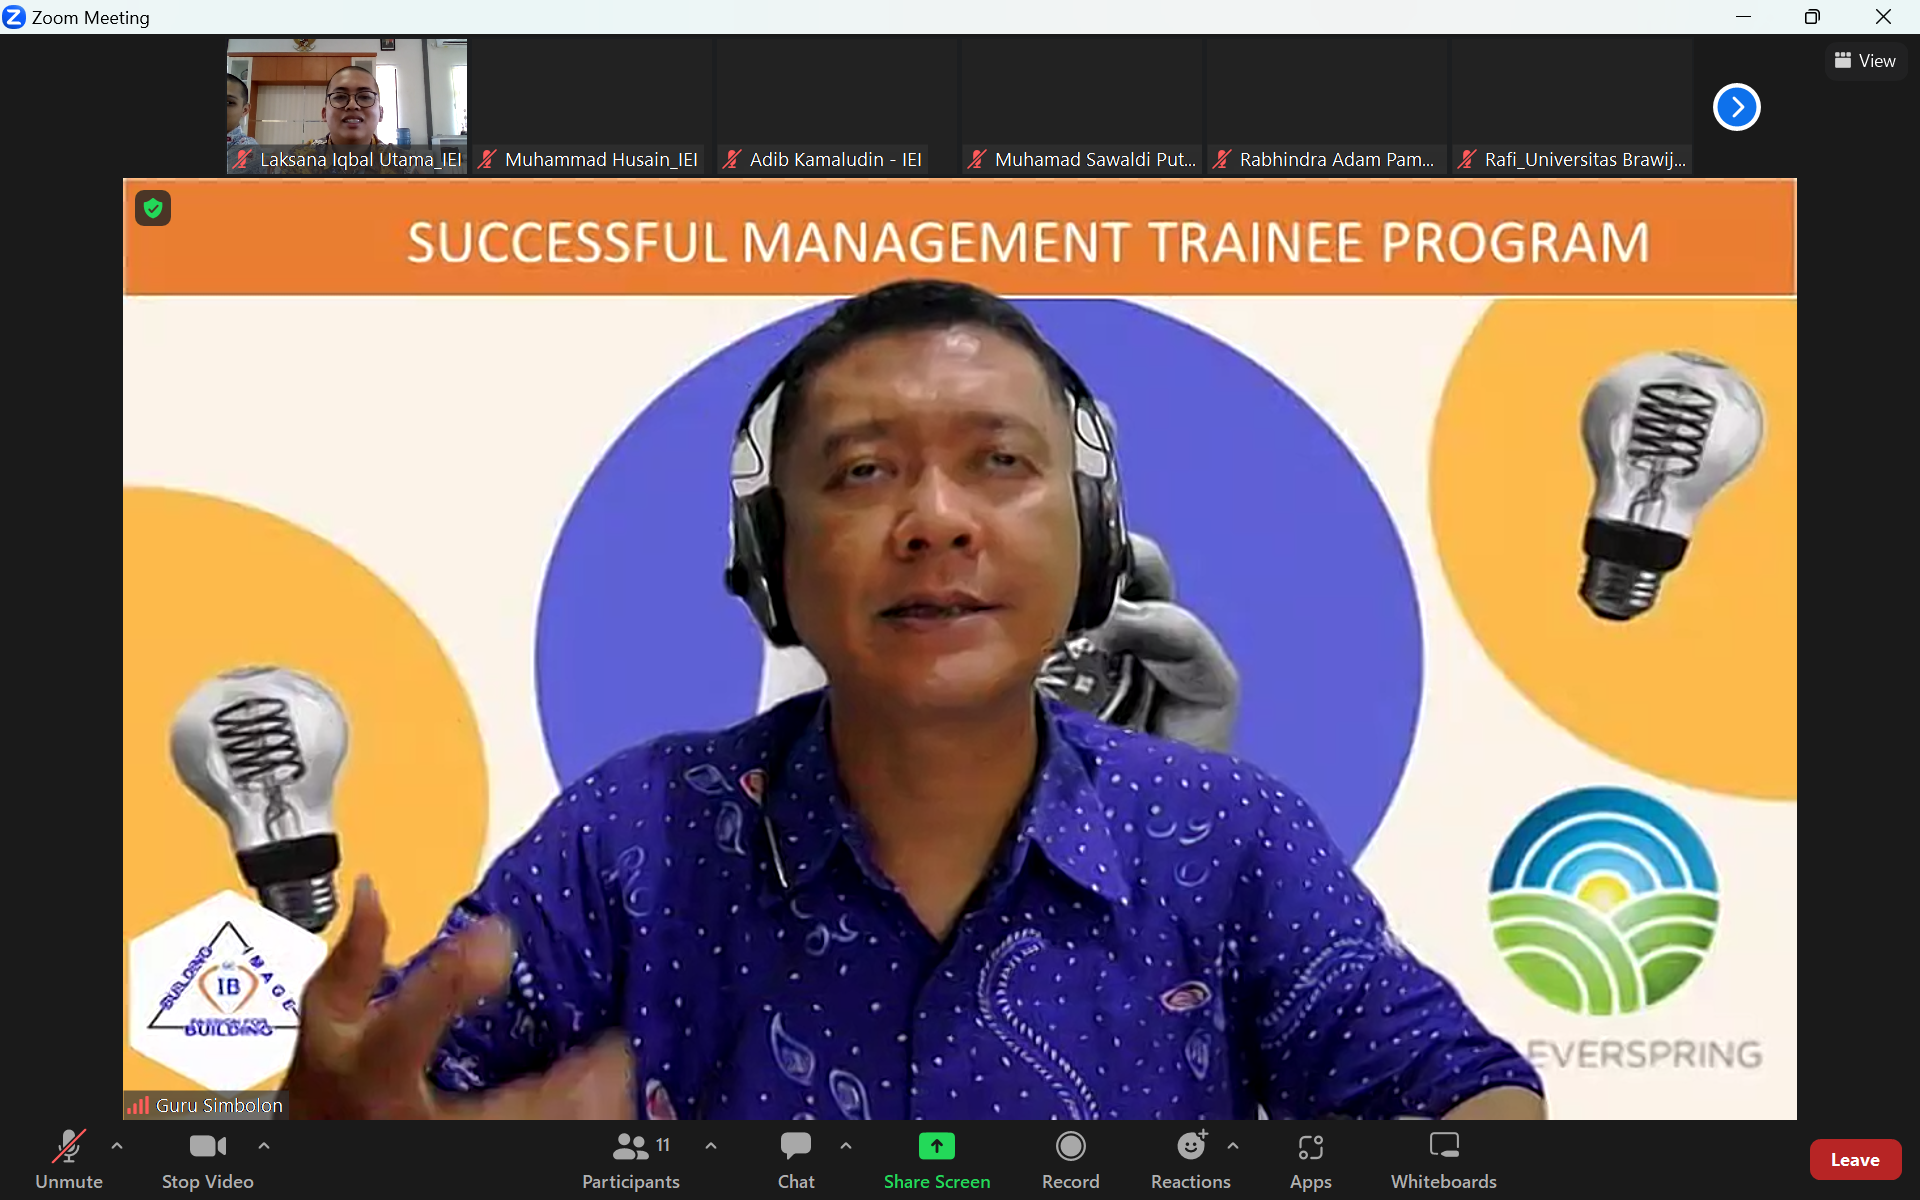 Zoom Meeting
View
Laksana Iqbal Utama_IEI
Muhammad Husain_IEI
Adib Kamaludin - IEI
Muhamad Sawaldi Put...
Rabhindra Adam Pam...
Rafi_Universitas Brawij...
SUCCESSFUL MANAGEMENT TRAINEE PROGRAM
BUILDING IMAGE
IB
BUILDING
EVERSPRING
Guru Simbolon
Unmute
Stop Video
11
Participants
Chat
Share Screen
Record
Reactions
Apps
Whiteboards
Leave